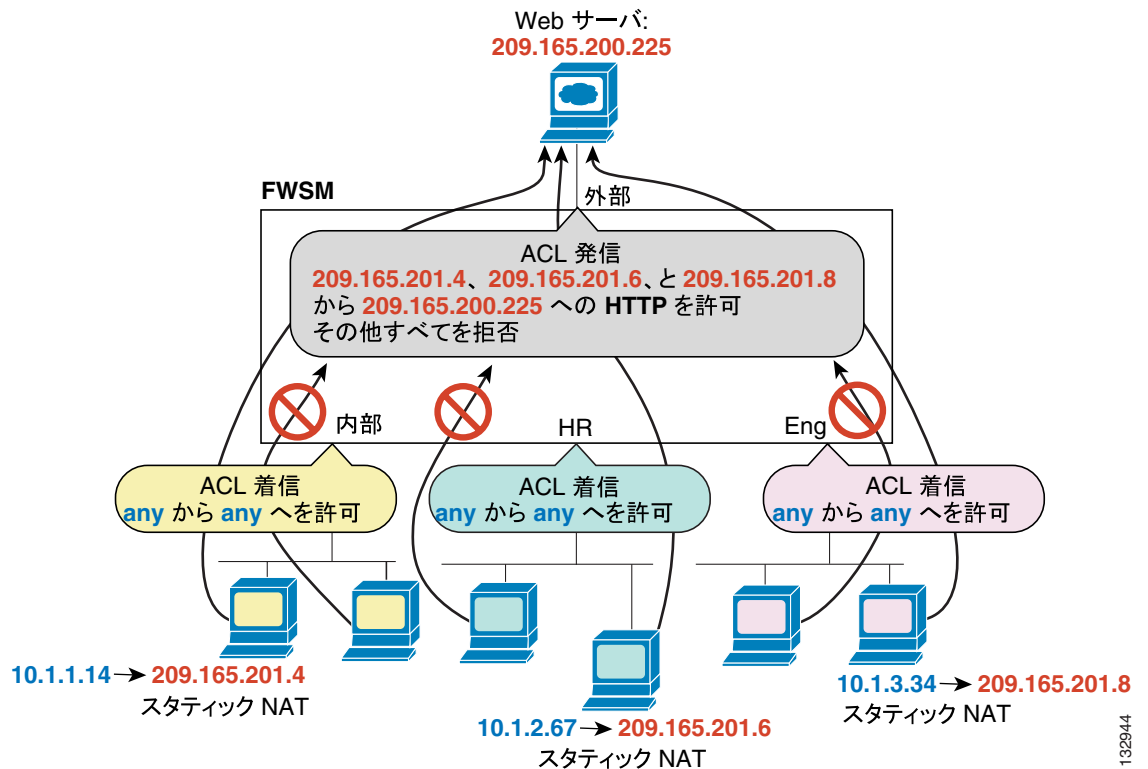 Web サーバ:
209.165.200.225
FWSM
外部
ACL 発信
209.165.201.4、 209.165.201.6、と 209.165.201.8
から 209.165.200.225 への HTTP を許可
その他すべてを拒否
内部
HR
Eng
ACL 着信
any から any へを許可
ACL 着信
any から any へを許可
ACL 着信
any から any へを許可
10.1.1.14 → 209.165.201.4
スタティック NAT
10.1.2.67 → 209.165.201.6
スタティック NAT
10.1.3.34 → 209.165.201.8
スタティック NAT
132944